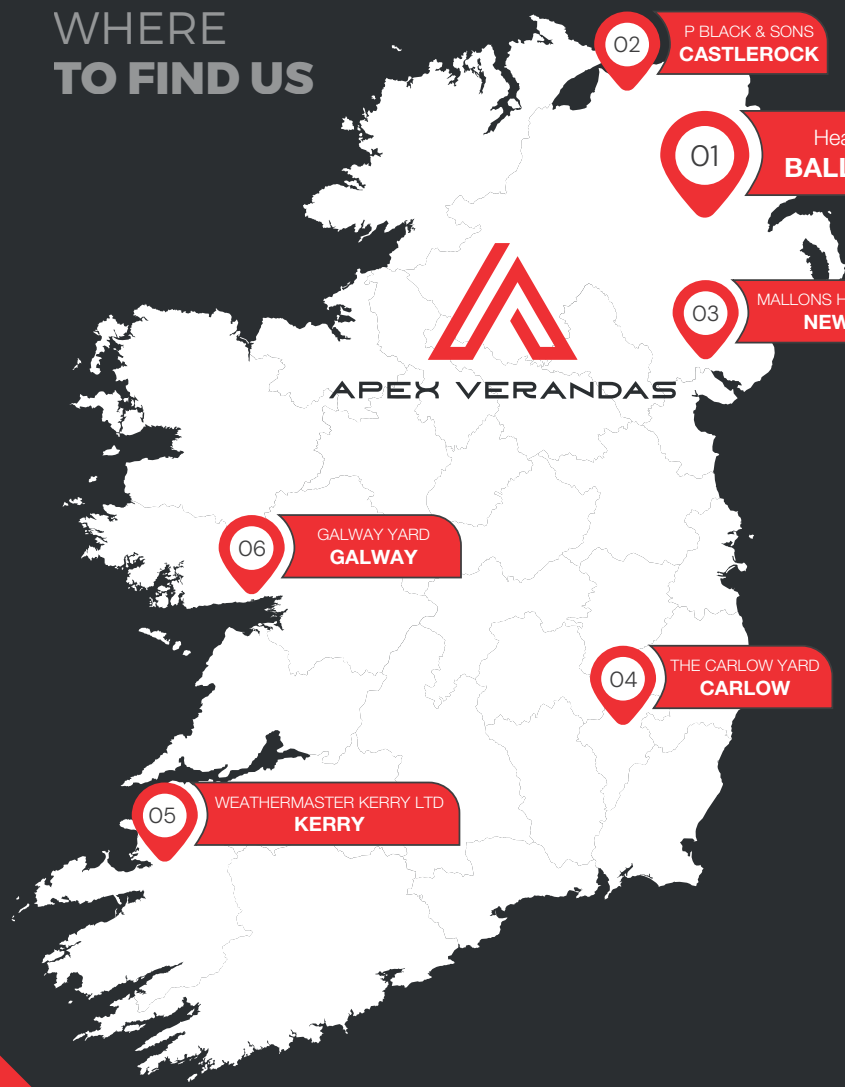 WHERE
TO FIND US
02
P BLACK & SONS
CASTLEROCK
01
APEX VERANDAS
03
MALLONS
06
GALWAY YARD
GALWAY
04
THE CARLOW YARD
CARLOW
05
WEATHERMASTER KERRY LTD
KERRY